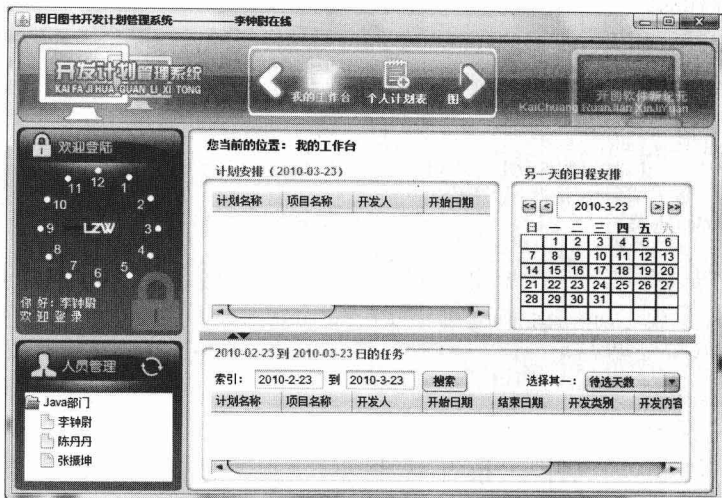 明日图书开发计划管理系统————李钟尉在线
开发计划管理系统
KAI FA JI HUA GUAN LI XI TONG
我的工作台 个人计划表 图
开创软件新纪元
KaiChuang RuanJian XinJiYuan
欢迎登陆
12
11 1
10 2
9 LZW 3
8 4
7 6 5
你好：李钟尉
欢迎登录
人员管理
Java部门
李钟尉
陈丹丹
张振坤
您当前的位置：我的工作台
计划安排（2010-03-23）
计划名称 项目名称 开发人 开始日期
另一天的日程安排
<< < 2010-3-23 > >>
日 一 二 三 四 五 六
1 2 3 4 5 6
7 8 9 10 11 12 13
14 15 16 17 18 19 20
21 22 23 24 25 26 27
28 29 30 31
2010-02-23 到 2010-03-23 日的任务
索引： 2010-2-23 到 2010-3-23 搜索 选择其一： 待选天数
计划名称 项目名称 开发人 开始日期 结束日期 开发类别 开发内容